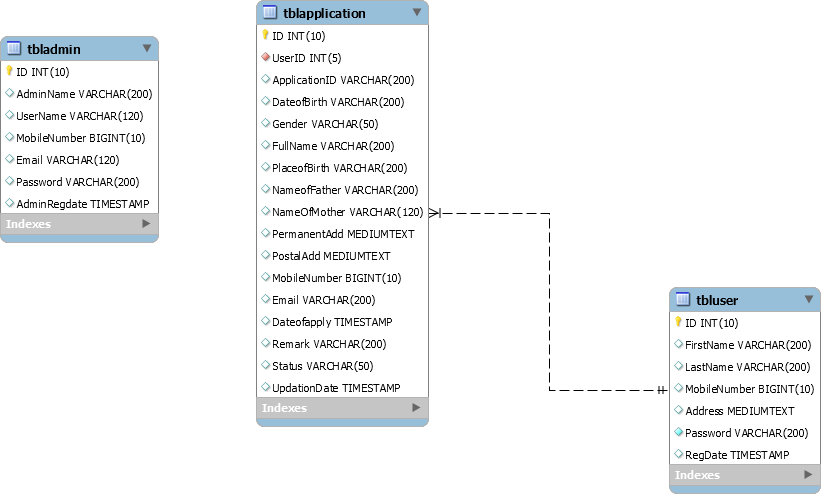 tbladmin
ID INT(10)
AdminName VARCHAR(200)
UserName VARCHAR(120)
MobileNumber BIGINT(10)
Email VARCHAR(120)
Password VARCHAR(200)
AdminRegdate TIMESTAMP
Indexes
tblapplication
ID INT(10)
UserID INT(5)
ApplicationID VARCHAR(200)
DateofBirth VARCHAR(200)
Gender VARCHAR(50)
FullName VARCHAR(200)
PlaceofBirth VARCHAR(200)
NameofFather VARCHAR(200)
NameOfMother VARCHAR(120)
PermanentAdd MEDIUMTEXT
PostalAdd MEDIUMTEXT
MobileNumber BIGINT(10)
Email VARCHAR(200)
Dateofapply TIMESTAMP
Remark VARCHAR(200)
Status VARCHAR(50)
UpdationDate TIMESTAMP
Indexes
tbluser
ID INT(10)
FirstName VARCHAR(200)
LastName VARCHAR(200)
MobileNumber BIGINT(10)
Address MEDIUMTEXT
Password VARCHAR(200)
RegDate TIMESTAMP
Indexes